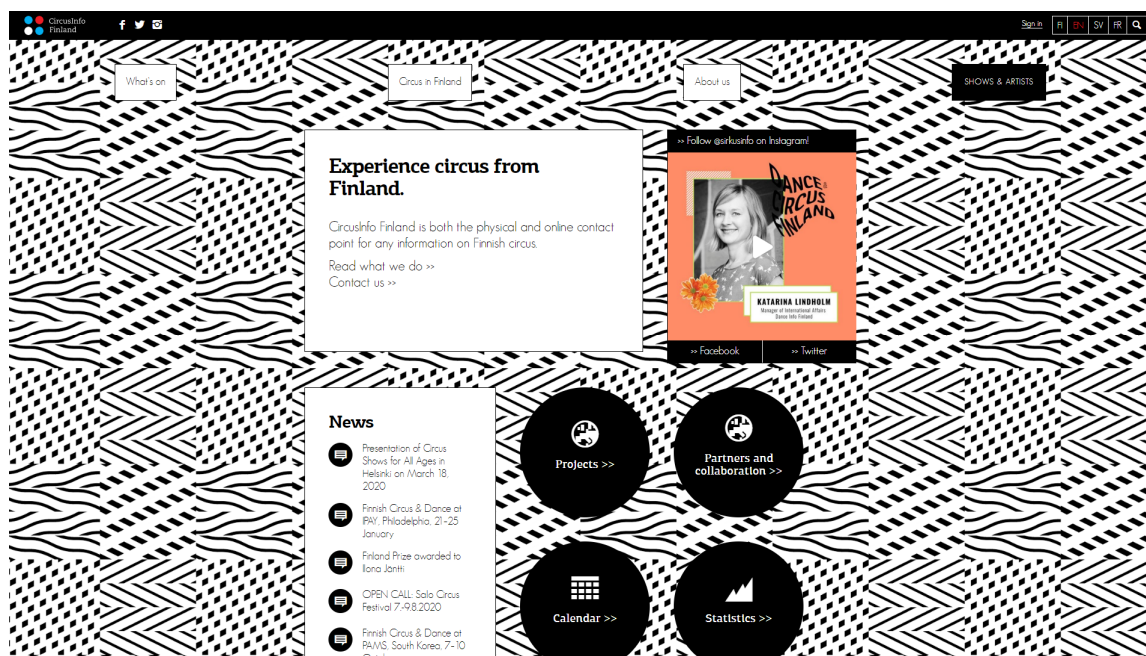 CircusInfo
Finland
Sign in
FI EN SV FR
What's on
Circus in Finland
About us
SHOWS & ARTISTS
Experience circus from
Finland.
CircusInfo Finland is both the physical and online contact
point for any information on Finnish circus.
Read what we do >>
Contact us >>
>> Follow @sirkusinfo on Instagram!
DANCE &
CIRCUS
FINLAND
KATARINA LINDHOLM
Manager of International Affairs
Dance Info Finland
>> Facebook
>> Twitter
News
Presentation of Circus
Shows for All Ages in
Helsinki on March 18,
2020
Finnish Circus & Dance at
IPAY, Philadelphia, 21–25
January
Finland Prize awarded to
Ilona Jäntti
OPEN CALL: Salo Circus
Festival 7.-9.8.2020
Finnish Circus & Dance at
PAMS, South Korea, 7–10
Projects >>
Partners and
collaboration >>
Calendar >>
Statistics >>